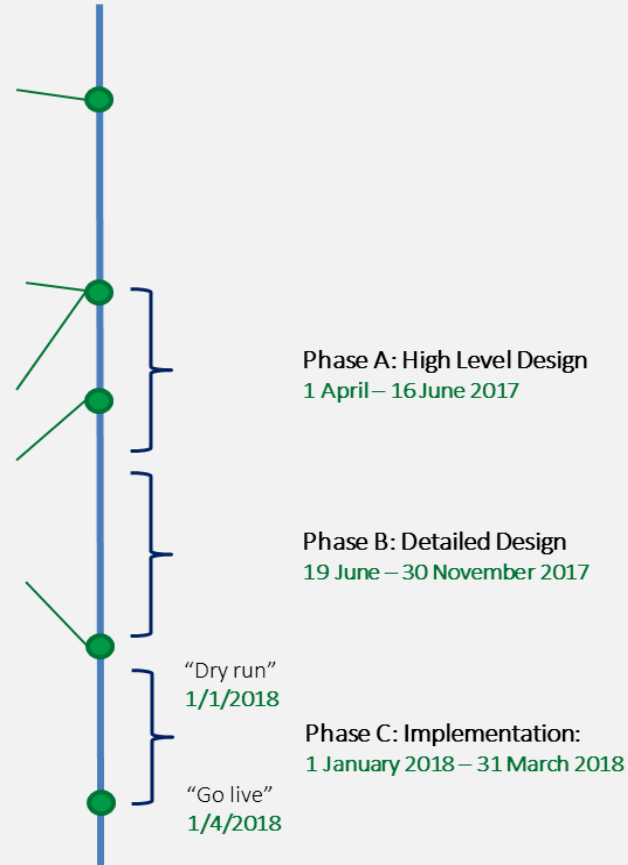 Phase A: High Level Design
1 April – 16 June 2017
Phase B: Detailed Design
19 June – 30 November 2017
“Dry run”
1/1/2018
Phase C: Implementation:
1 January 2018 – 31 March 2018
“Go live”
1/4/2018